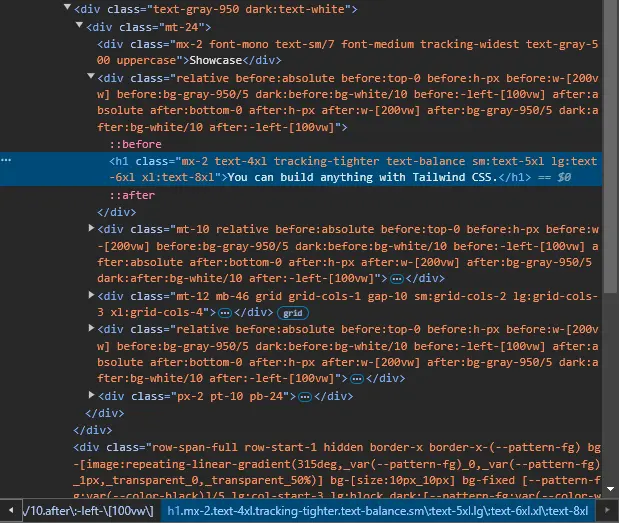 <div class="text-gray-950 dark:text-white">
<div class="mt-24">
<div class="mx-2 font-mono text-sm/7 font-medium tracking-widest text-gray-5
00 uppercase">Showcase</div>
<div class="relative before:absolute before:top-0 before:h-px before:w-[200v
w] before:bg-gray-950/5 dark:before:bg-white/10 before:-left-[100vw] after:a
bsolute after:bottom-0 after:h-px after:w-[200vw] after:bg-gray-950/5 dark:a
fter:bg-white/10 after:-left-[100vw]">
::before
··· <h1 class="mx-2 text-4xl tracking-tighter text-balance sm:text-5xl lg:text
-6xl xl:text-8xl">You can build anything with Tailwind CSS.</h1> == $0
::after
</div>
<div class="mt-10 relative before:absolute before:top-0 before:h-px before:w
-[200vw] before:bg-gray-950/5 dark:before:bg-white/10 before:-left-[100vw] a
fter:absolute after:bottom-0 after:h-px after:w-[200vw] after:bg-gray-950/5
dark:after:bg-white/10 after:-left-[100vw]">···</div>
<div class="mt-12 mb-46 grid grid-cols-1 gap-10 sm:grid-cols-2 lg:grid-cols-
3 xl:grid-cols-4">···</div> grid
<div class="relative before:absolute before:top-0 before:h-px before:w-[200v
w] before:bg-gray-950/5 dark:before:bg-white/10 before:-left-[100vw] after:a
bsolute after:bottom-0 after:h-px after:w-[200vw] after:bg-gray-950/5 dark:a
fter:bg-white/10 after:-left-[100vw]">···</div>
<div class="px-2 pt-10 pb-24">···</div>
</div>
</div>
<div class="row-span-full row-start-1 hidden border-x border-x-(--pattern-fg) bg
-[image:repeating-linear-gradient(315deg,_var(--pattern-fg)_0,_var(--pattern-fg)
_1px,_transparent_0,_transparent_50%)] bg-[size:10px_10px] bg-fixed [--pattern-f
g:var(--color-black)]/5 lg:col-start-3 lg:block dark:[--pattern-fg:var(--color-w
\/10.after\:-left-\[100vw\] h1.mx-2.text-4xl.tracking-tighter.text-balance.sm\:text-5xl.lg\:text-6xl.xl\:text-8xl